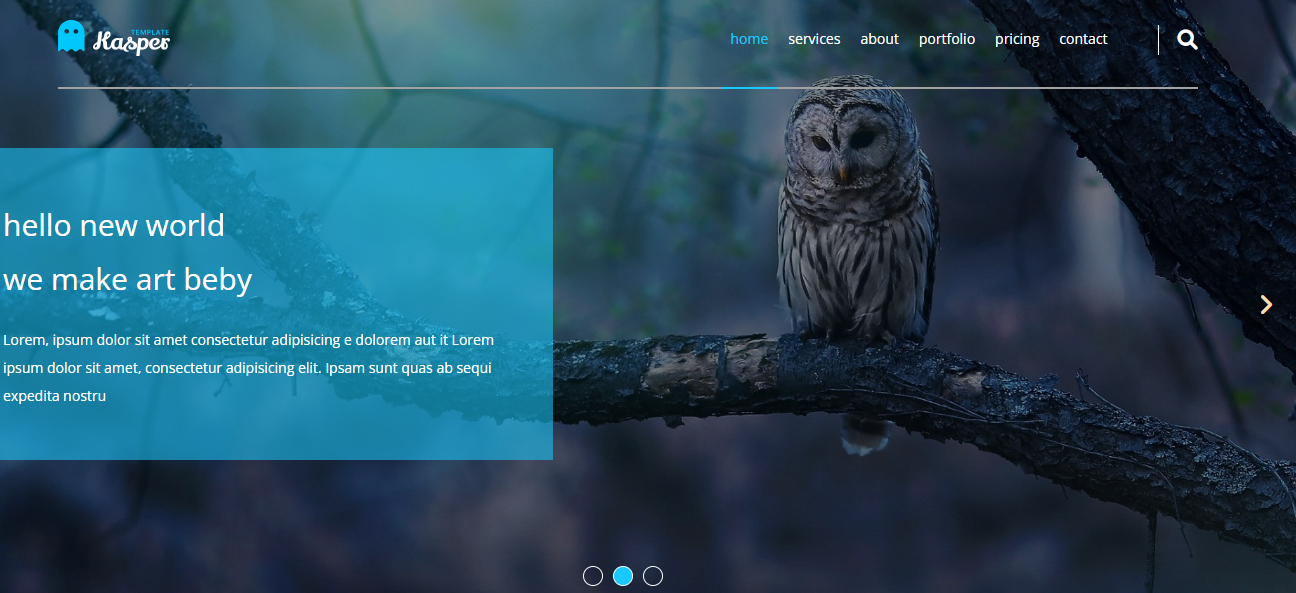 TEMPLATE
Kasper
home services about portfolio pricing contact
hello new world
we make art beby
Lorem, ipsum dolor sit amet consectetur adipisicing e dolorem aut it Lorem
ipsum dolor sit amet, consectetur adipisicing elit. Ipsam sunt quas ab sequi
expedita nostru